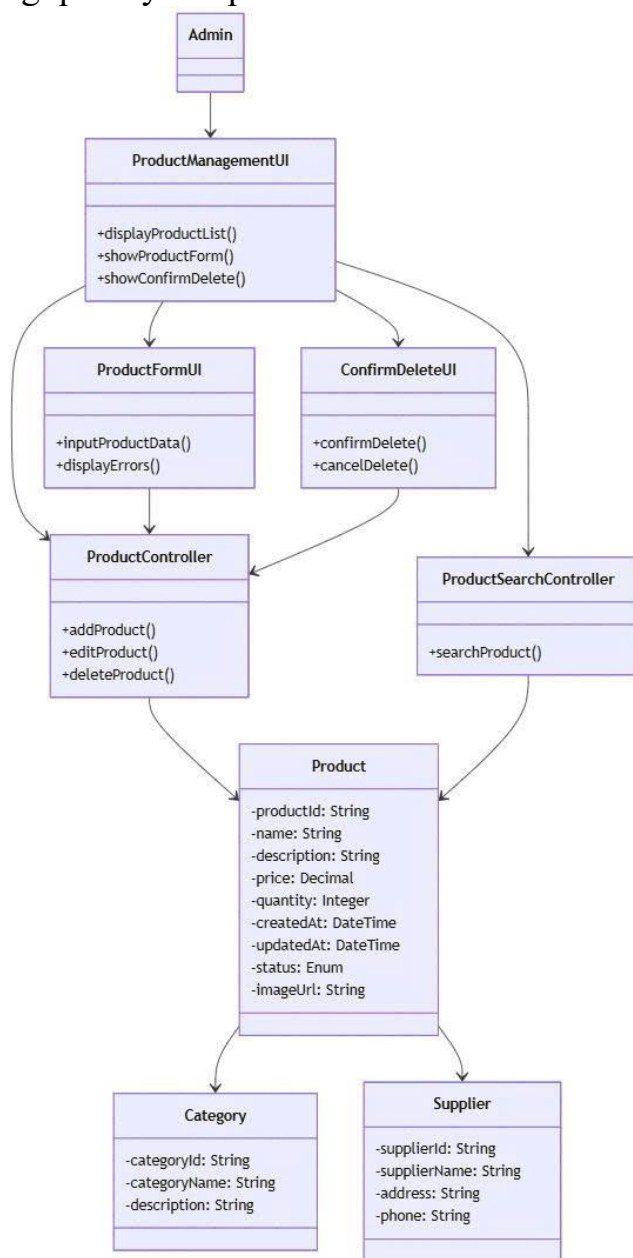 Admin
ProductManagementUI
+displayProductList()
+showProductForm()
+showConfirmDelete()
ProductFormUI
+inputProductData()
+displayErrors()
ConfirmDeleteUI
+confirmDelete()
+cancelDelete()
ProductController
+addProduct()
+editProduct()
+deleteProduct()
ProductSearchController
+searchProduct()
Product
-productId: String
-name: String
-description: String
-price: Decimal
-quantity: Integer
-createdAt: DateTime
-updatedAt: DateTime
-status: Enum
-imageUrl: String
Category
-categoryId: String
-categoryName: String
-description: String
Supplier
-supplierId: String
-supplierName: String
-address: String
-phone: String